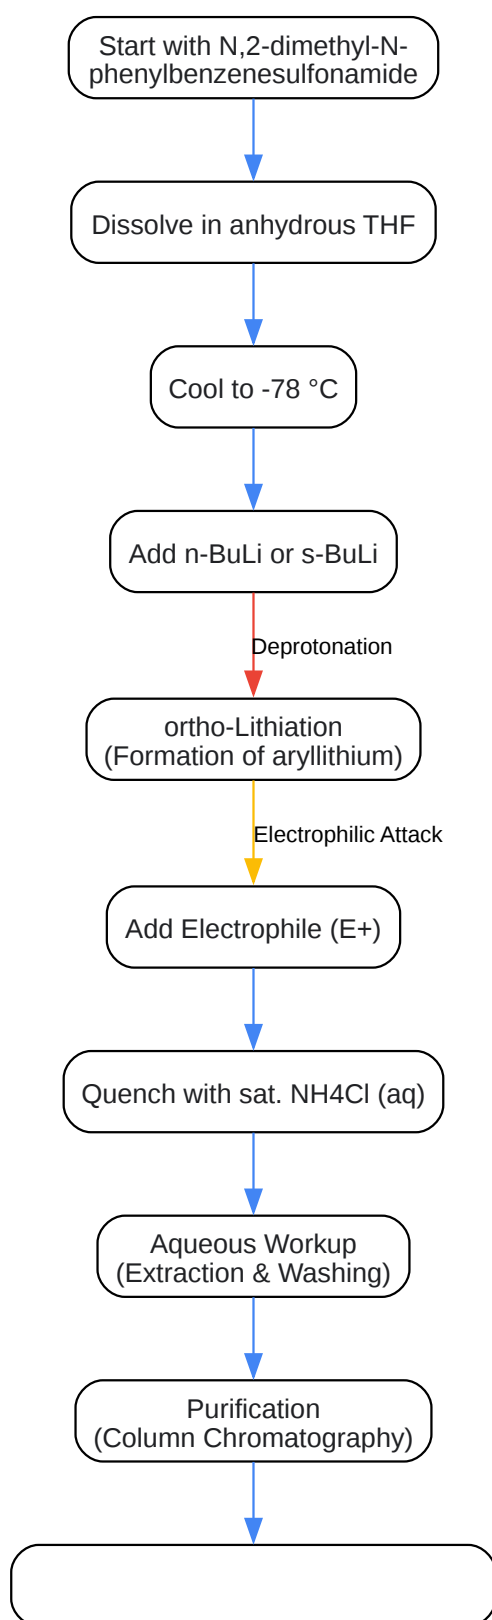 Start with N,2-dimethyl-N-
phenylbenzenesulfonamide
Dissolve in anhydrous THF
Cool to -78 °C
Add n-BuLi or s-BuLi
Deprotonation
ortho-Lithiation
(Formation of aryllithium)
Electrophilic Attack
Add Electrophile (E+)
Quench with sat. NH4Cl (aq)
Aqueous Workup
(Extraction & Washing)
Purification
(Column Chromatography)